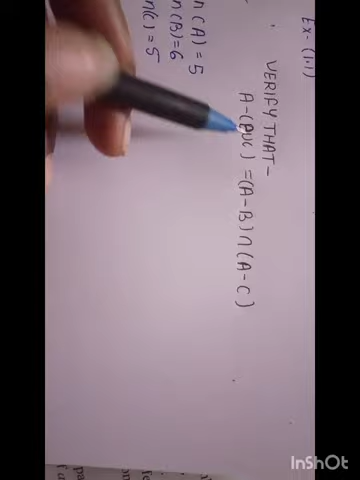 Ex- (1.1)
VERIFY THAT -
A-(BUC) = (A-B)∩(A-C)
n(A) = 5
n(B)=6
n(C) = 5
InShOt